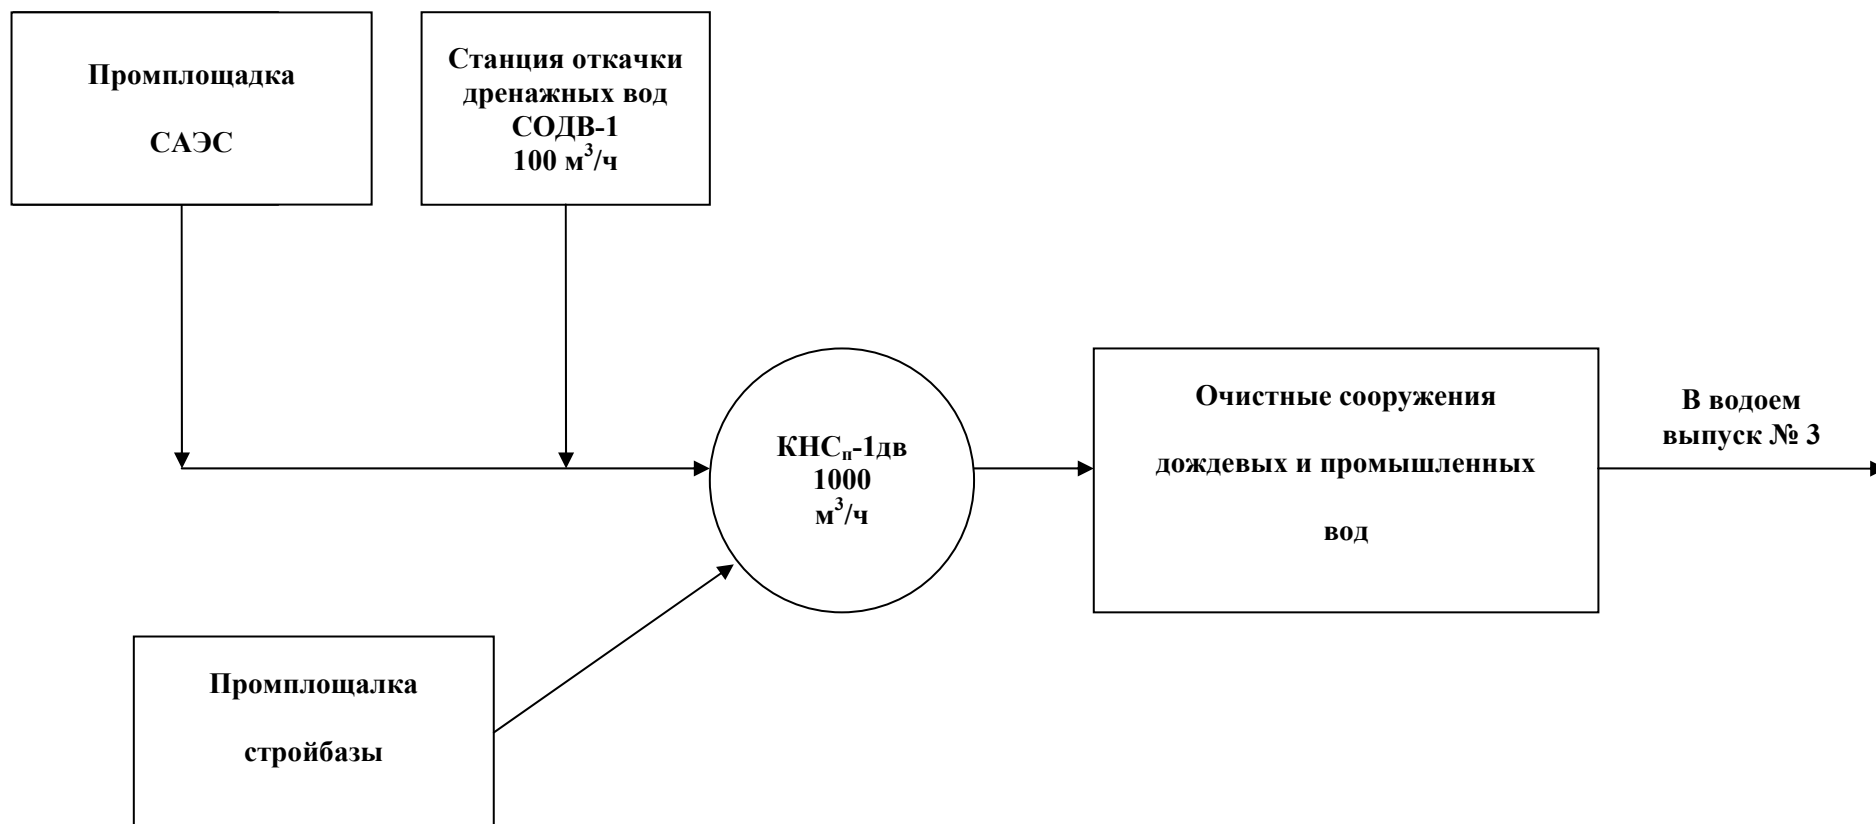 Промплощадка
САЭС
Станция откачки
дренажных вод
СОДВ-1
100 м³/ч
КНСп-1дв
1000
м³/ч
Очистные сооружения
дождевых и промышленных
вод
В водоем
выпуск № 3
Промплощалка
стройбазы